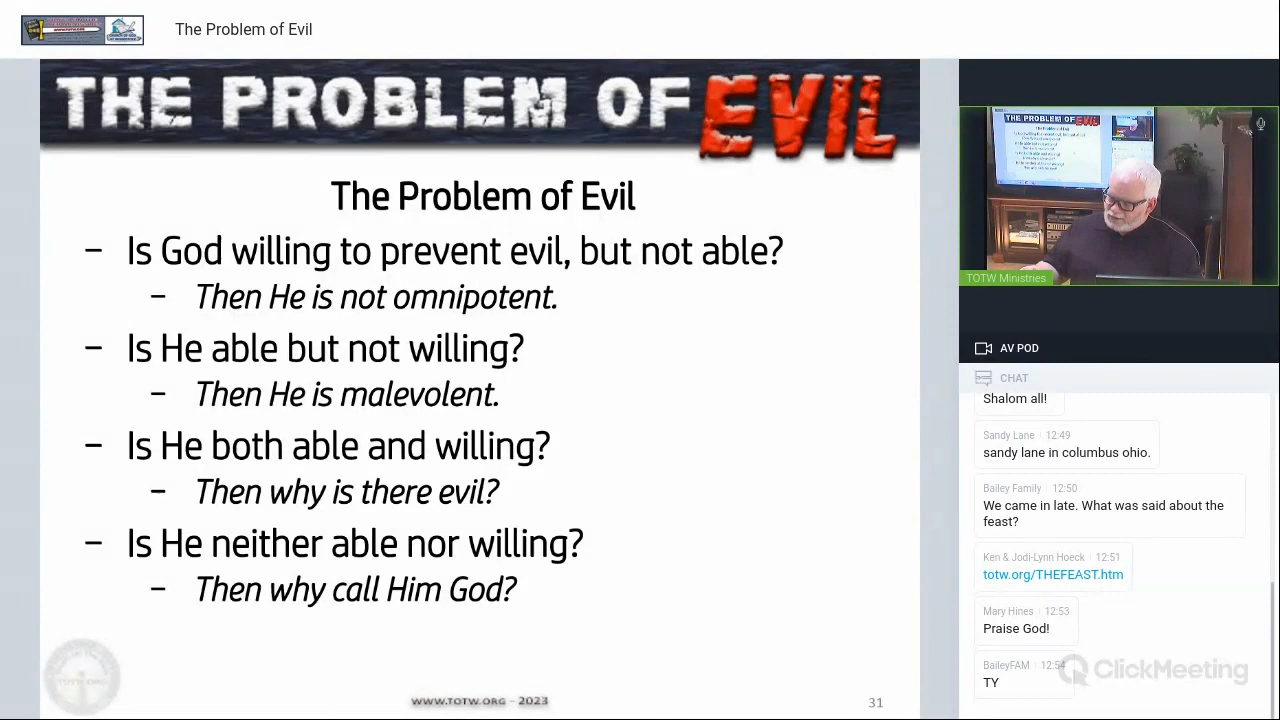 The Problem of Evil
THE PROBLEM OF EVIL
The Problem of Evil
– Is God willing to prevent evil, but not able?
– Then He is not omnipotent.
– Is He able but not willing?
– Then He is malevolent.
– Is He both able and willing?
– Then why is there evil?
– Is He neither able nor willing?
– Then why call Him God?
WWW.TOTW.ORG – 2023
31
THE PROBLEM OF EVIL
TOTW Ministries
AV POD
CHAT
Shalom all!
Sandy Lane 12:49
sandy lane in columbus ohio.
Bailey Family 12:50
We came in late. What was said about the
feast?
Ken & Jodi-Lynn Hoeck 12:51
totw.org/THEFEAST.htm
Mary Hines 12:53
Praise God!
BaileyFAM 12:54
TY
ClickMeeting